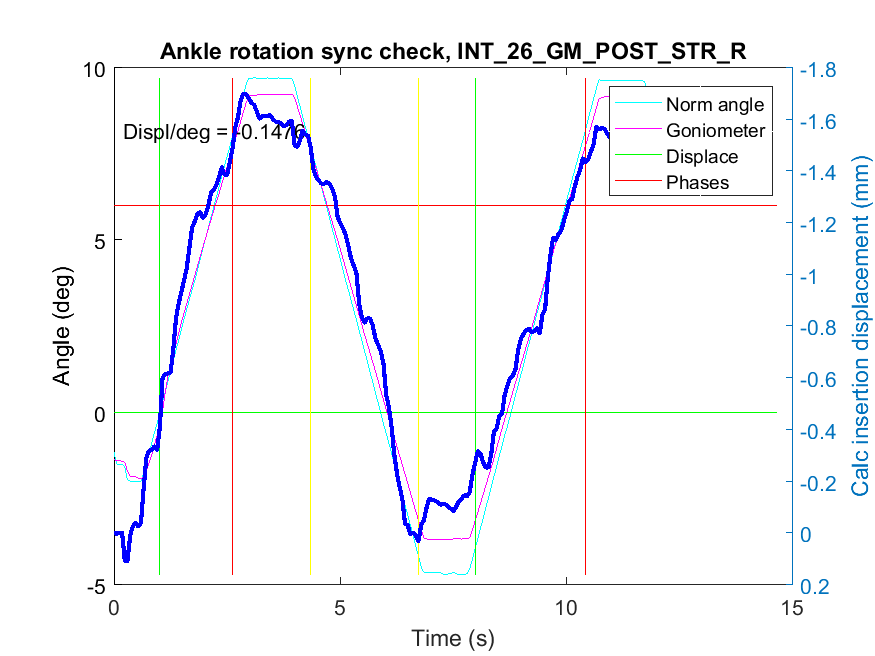 Ankle rotation sync check, INT_26_GM_POST_STR_R
10
5
0
-5
Angle (deg)
Displ/deg = -0.1476
Norm angle
Goniometer
Displace
Phases
-1.8
-1.6
-1.4
-1.2
-1
-0.8
-0.6
-0.4
-0.2
0
0.2
Calc insertion displacement (mm)
0
5
10
15
Time (s)